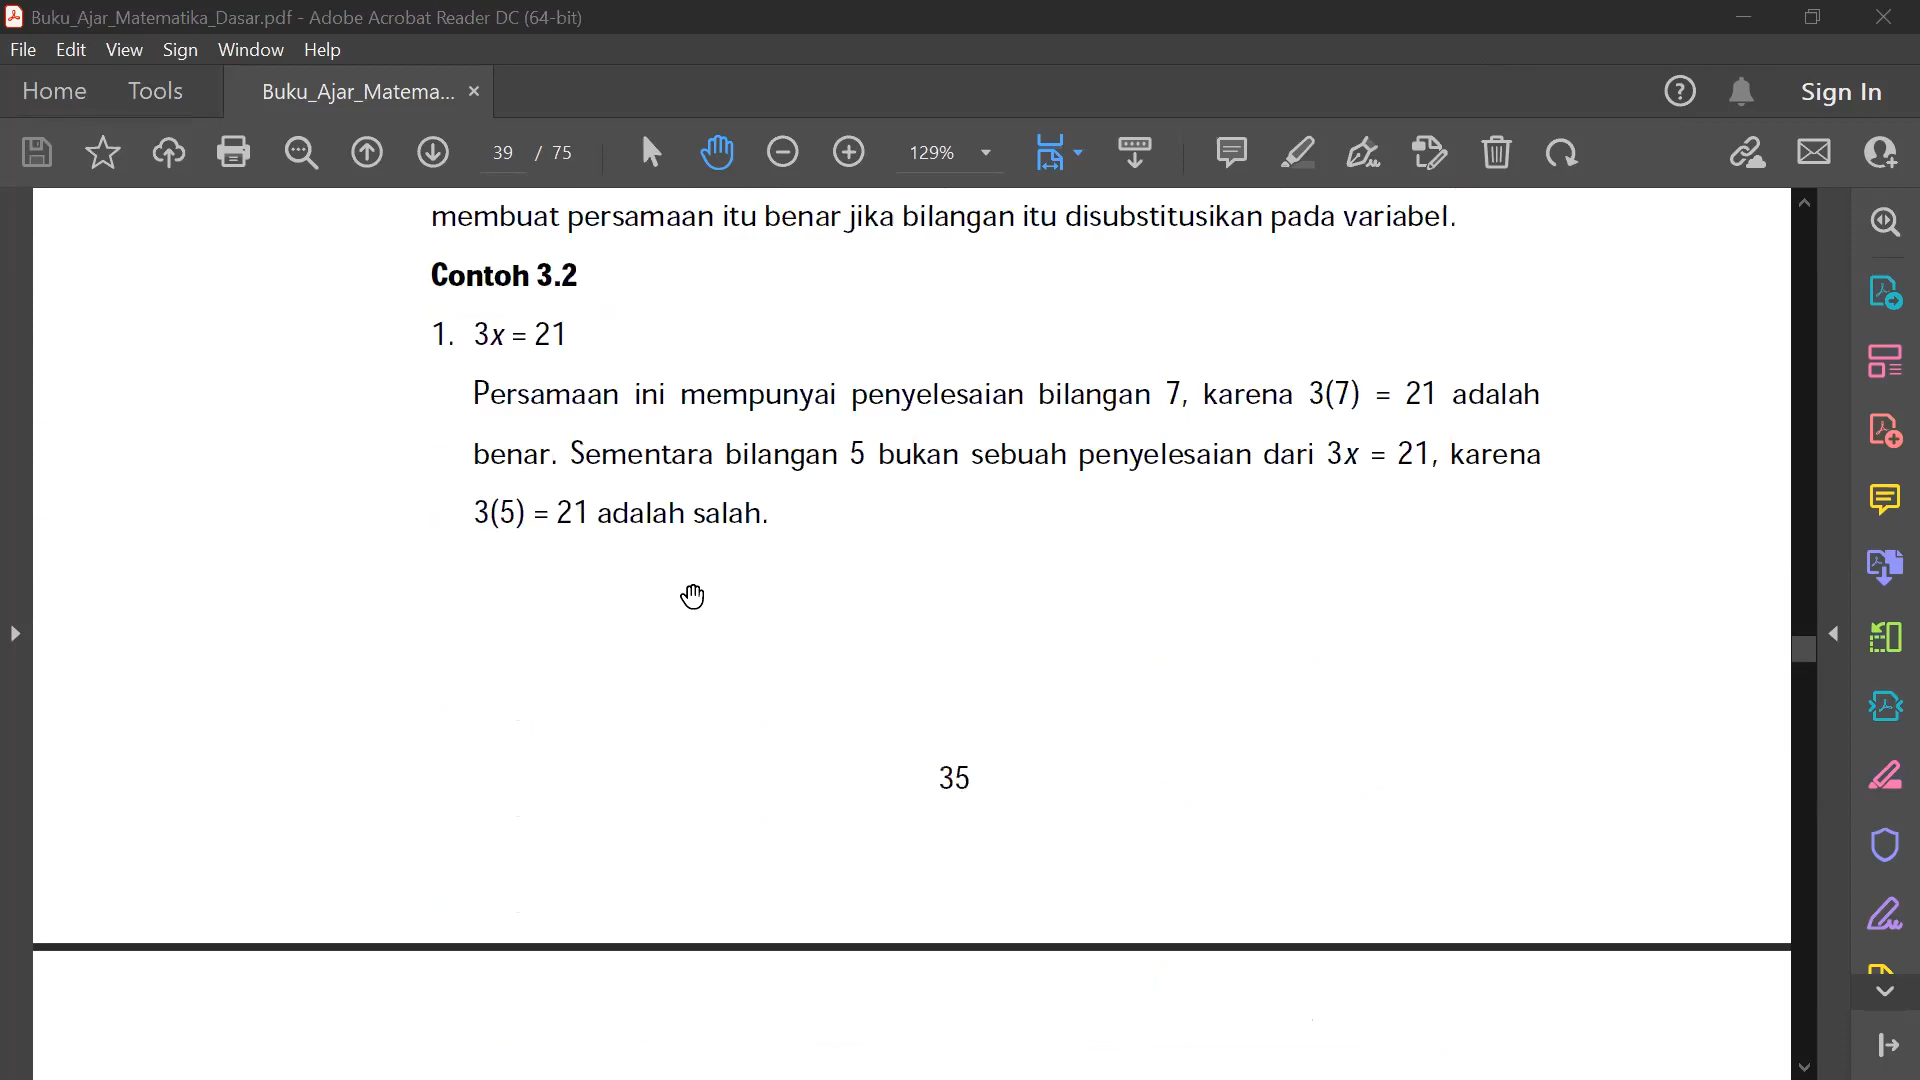 Buku_Ajar_Matematika_Dasar.pdf - Adobe Acrobat Reader DC (64-bit)
File Edit View Sign Window Help
Home Tools Buku_Ajar_Matema... × Sign In
39 / 75 129%
membuat persamaan itu benar jika bilangan itu disubstitusikan pada variabel.
Contoh 3.2
1. 3x = 21
Persamaan ini mempunyai penyelesaian bilangan 7, karena 3(7) = 21 adalah
benar. Sementara bilangan 5 bukan sebuah penyelesaian dari 3x = 21, karena
3(5) = 21 adalah salah.
35